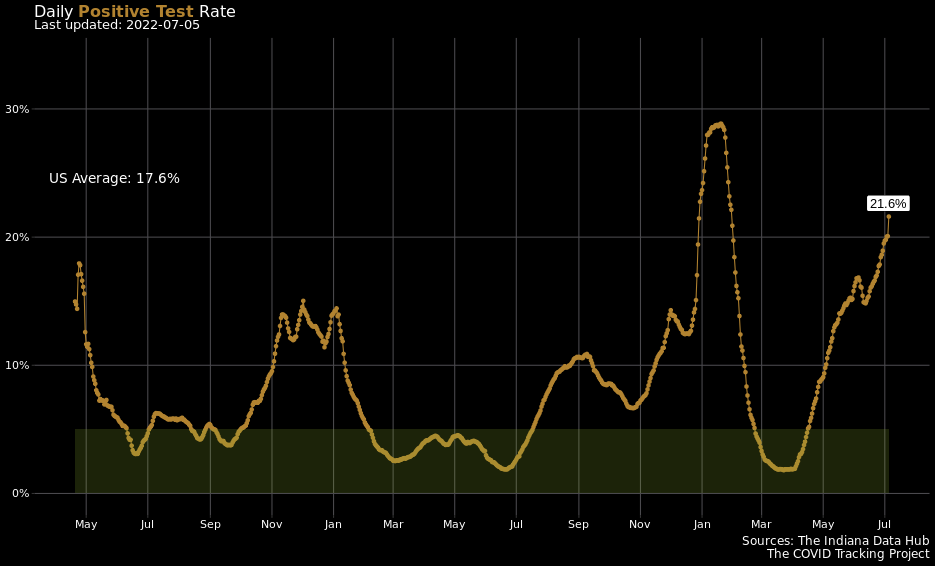 Daily Positive Test Rate
Last updated: 2022-07-05
30%
US Average: 17.6%
21.6%
20%
10%
0%
May Jul Sep Nov Jan Mar May Jul Sep Nov Jan Mar May Jul
Sources: The Indiana Data Hub
The COVID Tracking Project